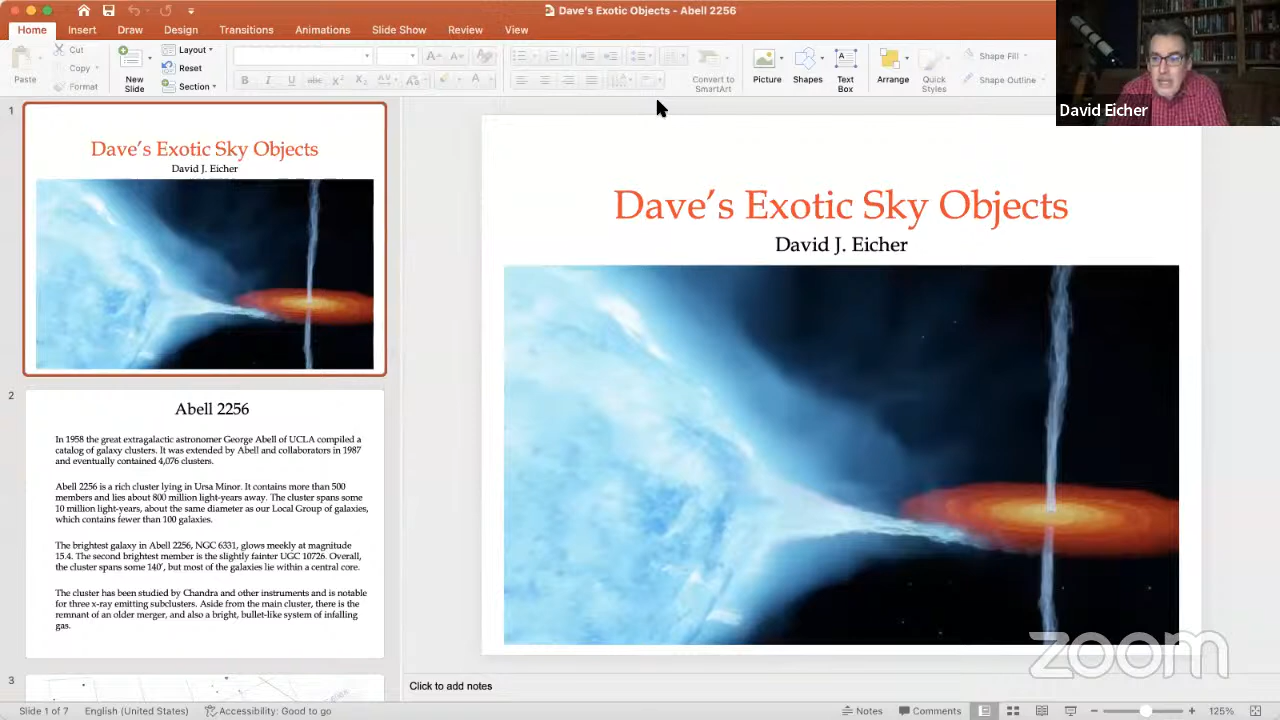 Dave's Exotic Objects - Abell 2256
Home Insert Draw Design Transitions Animations Slide Show Review View
Paste
Cut
Copy
Format
New
Slide
Layout
Reset
Section
Convert to
SmartArt
Picture
Shapes
Text
Box
Arrange
Quick
Styles
Shape Fill
Shape Outline
David Eicher
1
Dave's Exotic Sky Objects
David J. Eicher
2
Abell 2256
In 1958 the great extragalactic astronomer George Abell of UCLA compiled a
catalog of galaxy clusters. It was extended by Abell and collaborators in 1987
and eventually contained 4,076 clusters.
Abell 2256 is a rich cluster lying in Ursa Minor. It contains more than 500
members and lies about 800 million light-years away. The cluster spans some
10 million light-years, about the same diameter as our Local Group of galaxies,
which contains fewer than 100 galaxies.
The brightest galaxy in Abell 2256, NGC 6331, glows meekly at magnitude
15.4. The second brightest member is the slightly fainter UGC 10726. Overall,
the cluster spans some 140', but most of the galaxies lie within a central core.
The cluster has been studied by Chandra and other instruments and is notable
for three x-ray emitting subclusters. Aside from the main cluster, there is the
remnant of an older merger, and also a bright, bullet-like system of infalling
gas.
3
Dave's Exotic Sky Objects
David J. Eicher
zoom
Click to add notes
Slide 1 of 7 English (United States) Accessibility: Good to go Notes Comments 125%